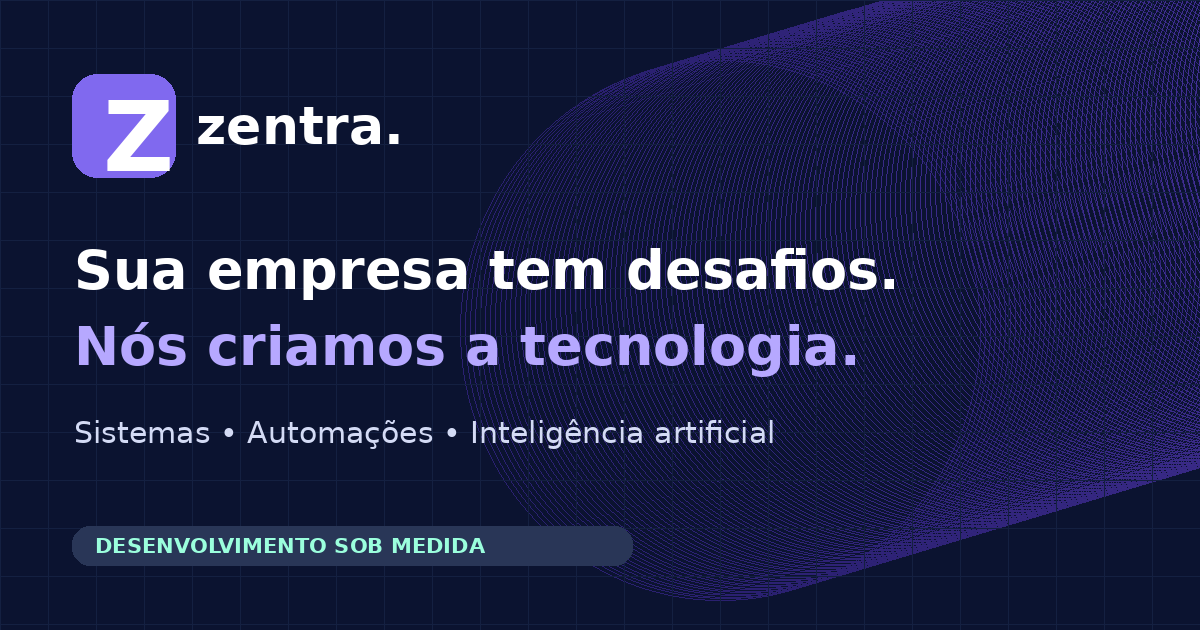 Z zentra.
Sua empresa tem desafios.
Nós criamos a tecnologia.
Sistemas • Automações • Inteligência artificial
DESENVOLVIMENTO SOB MEDIDA